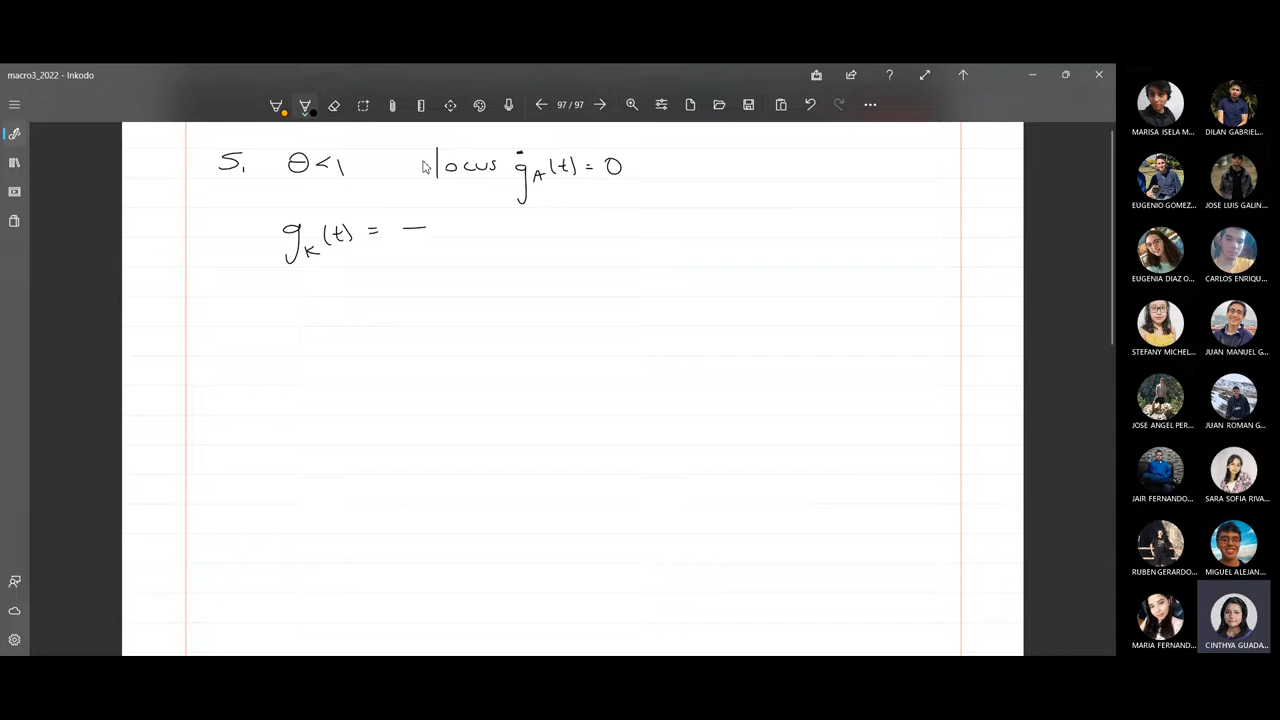 macro3_2022 - Inkodo
97 / 97
Si θ < 1 locus ġ_A(t) = 0
g_K(t) = —
MARISA ISELA M...
DILAN GABRIEL...
EUGENIO GOMEZ...
JOSE LUIS GALIN...
EUGENIA DIAZ O...
CARLOS ENRIQU...
STEFANY MICHEL...
JUAN MANUEL G...
JOSE ANGEL PER...
JUAN ROMAN G...
JAIR FERNANDO...
SARA SOFIA RIVA...
RUBEN GERARDO...
MIGUEL ALEJAN...
MARIA FERNAND...
CINTHYA GUADA...